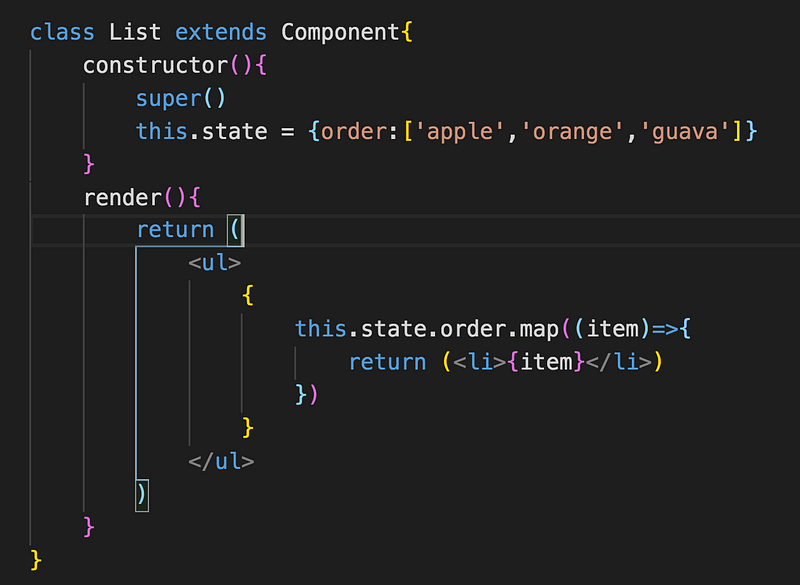 class List extends Component{
constructor(){
super()
this.state = {order:['apple','orange','guava']}
}
render(){
return (
<ul>
{
this.state.order.map((item)=>{
return (<li>{item}</li>)
})
}
</ul>
)
}
}